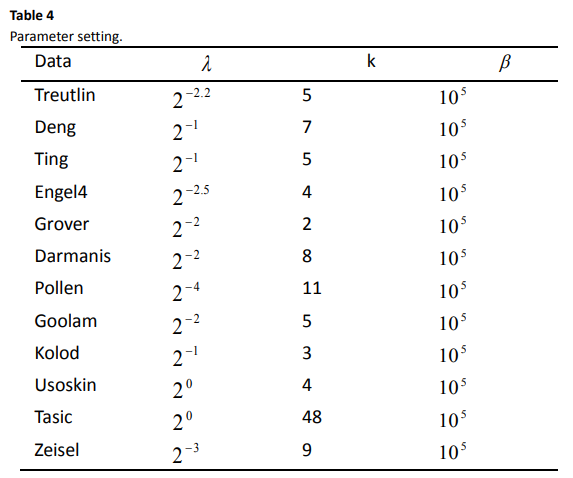 Table 4
Parameter setting.
Data λ k β
Treutlin 2^−2.2 5 10^5
Deng 2^−1 7 10^5
Ting 2^−1 5 10^5
Engel4 2^−2.5 4 10^5
Grover 2^−2 2 10^5
Darmanis 2^−2 8 10^5
Pollen 2^−4 11 10^5
Goolam 2^−2 5 10^5
Kolod 2^−1 3 10^5
Usoskin 2^0 4 10^5
Tasic 2^0 48 10^5
Zeisel 2^−3 9 10^5